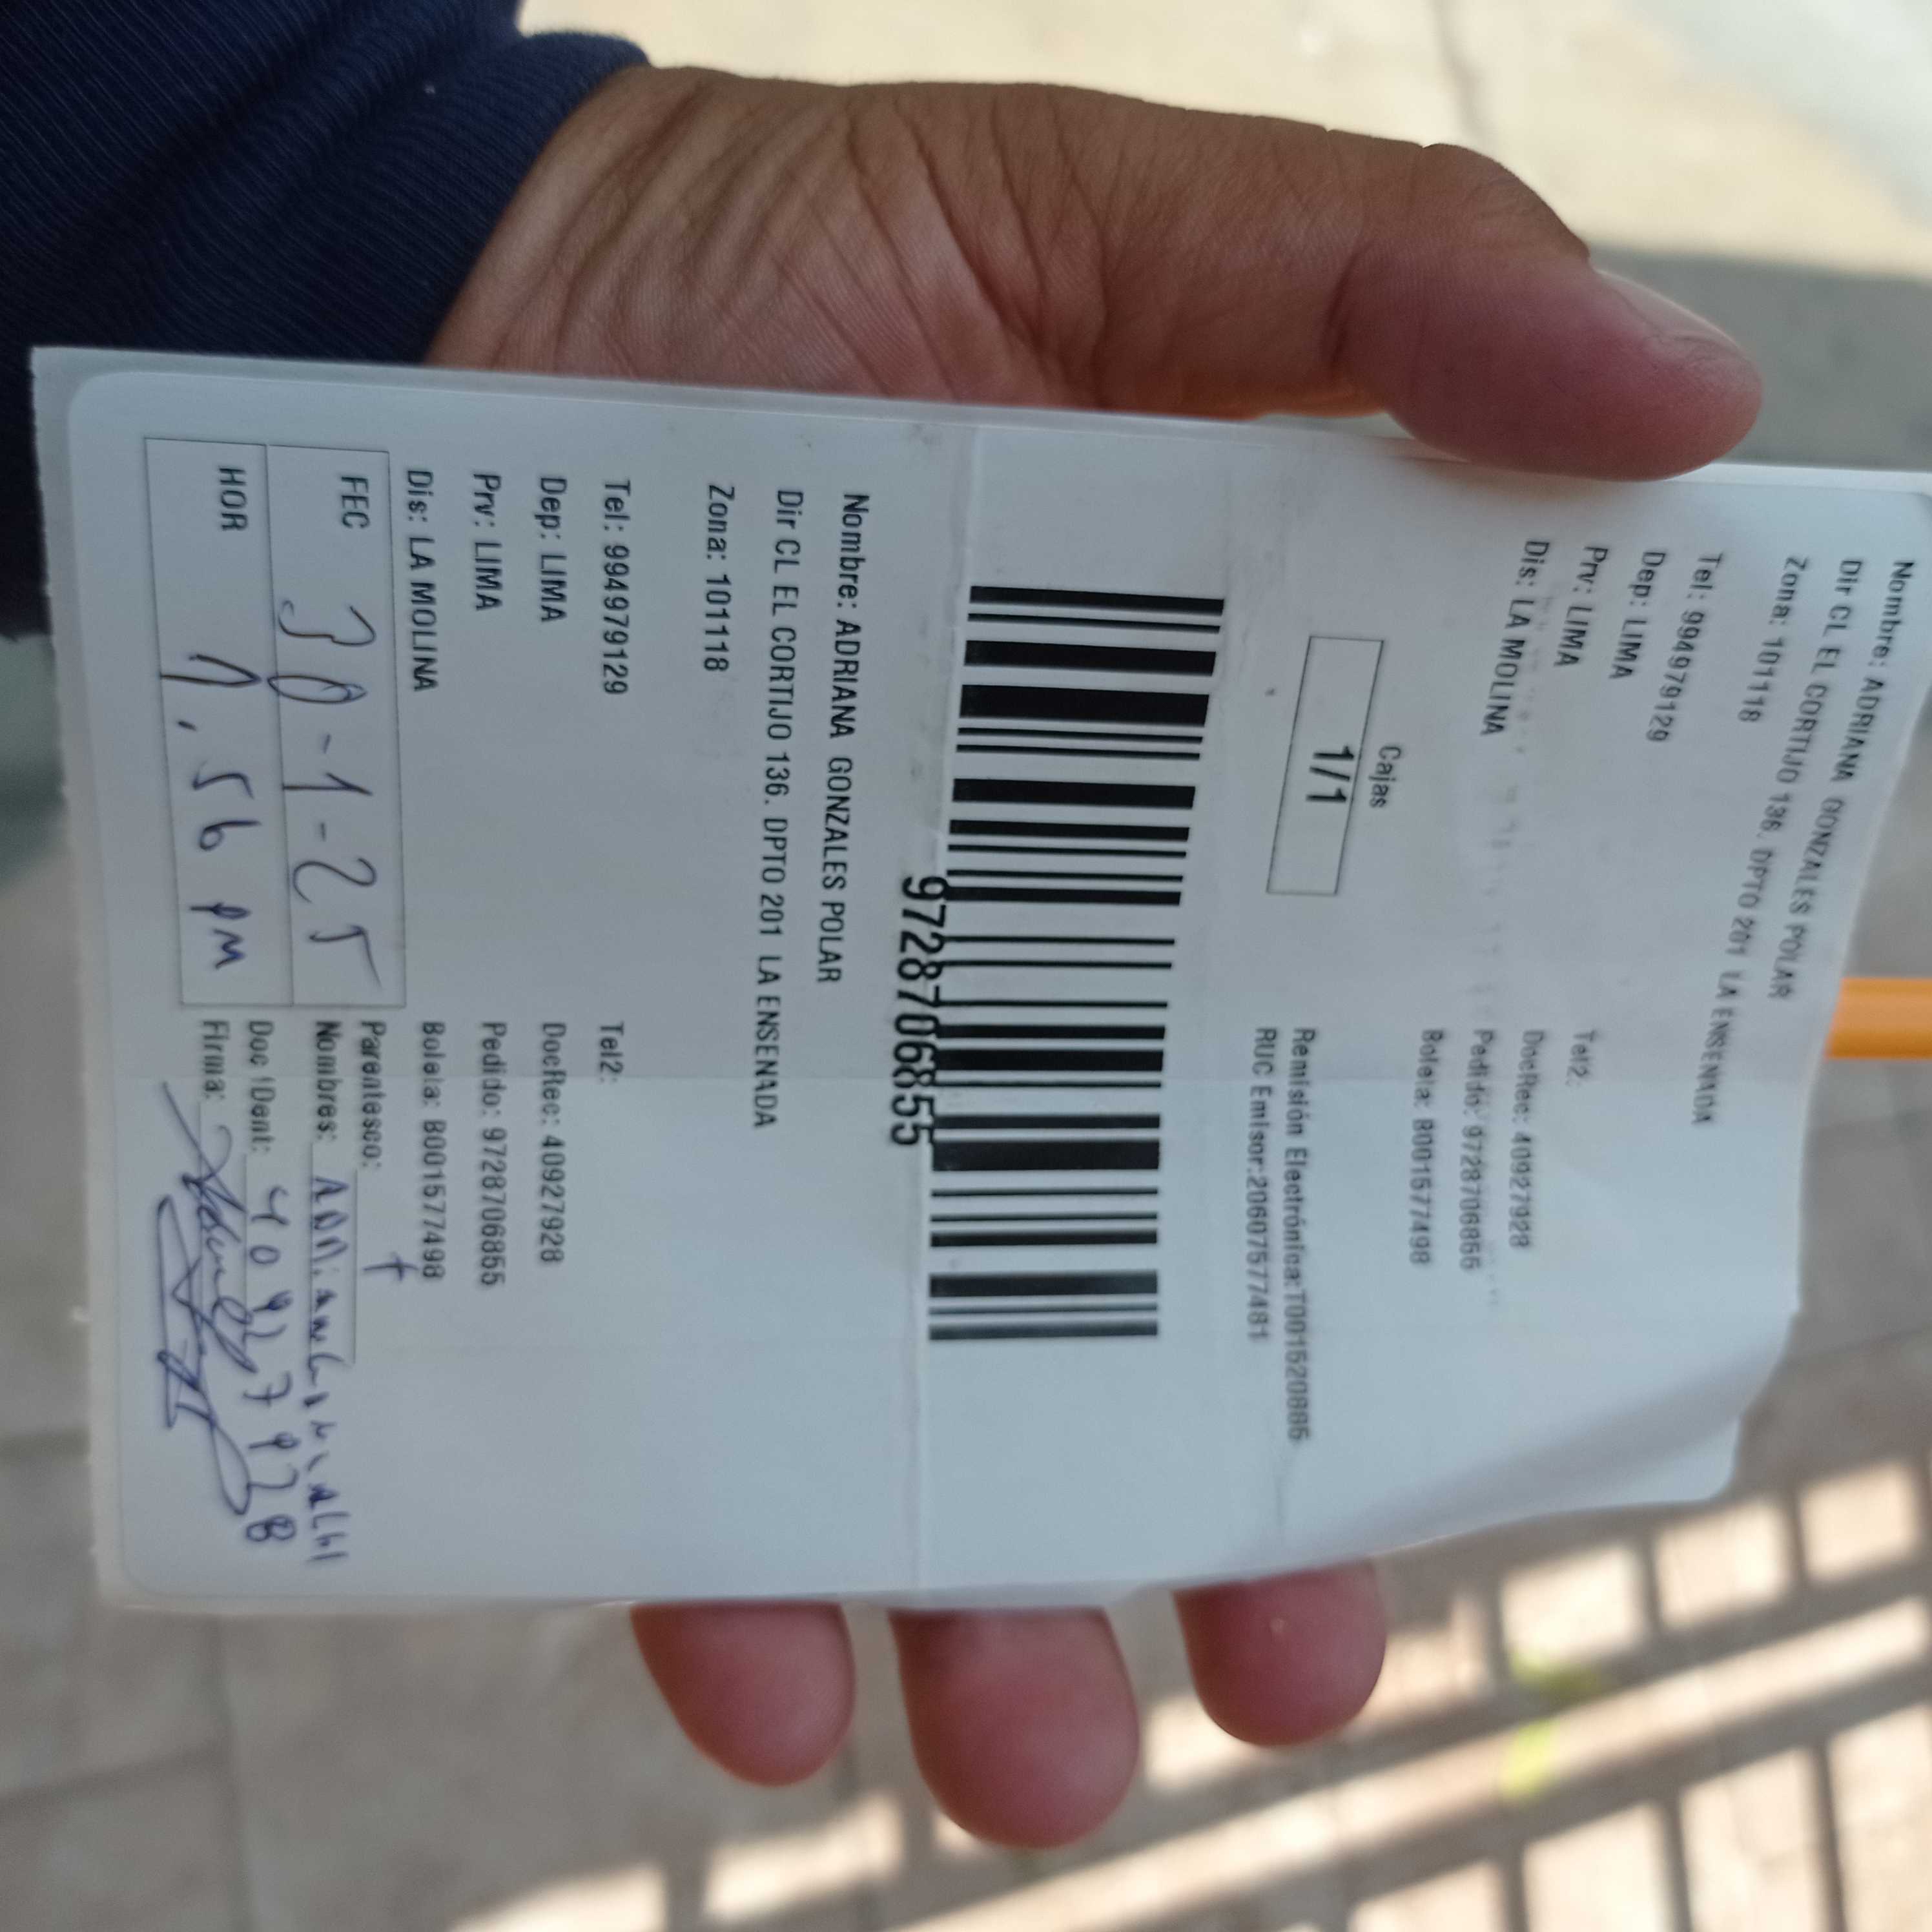 Nombre: ADRIANA GONZALES POLAR
Dir CL EL CORTIJO 136. DPTO 201 LA ENSENADA
Zona: 101118
Tel: 994979129 Tel2:
Dep: LIMA DocRec: 40927928
Prv: LIMA Pedido: 9728706855
Dis: LA MOLINA Boleta: B001577498
Cajas
1/1
Remisión Electrónica:T001520886
RUC Emisor:20607577481
9728706855
Nombre: ADRIANA GONZALES POLAR
Dir CL EL CORTIJO 136. DPTO 201 LA ENSENADA
Zona: 101118
Tel: 994979129 Tel2:
Dep: LIMA DocRec: 40927928
Prv: LIMA Pedido: 9728706855
Dis: LA MOLINA Boleta: B001577498
Parentesco: t
FEC 30-1-25 Nombres:
HOR 56 pm Doc IDent: 40927928
Firma: